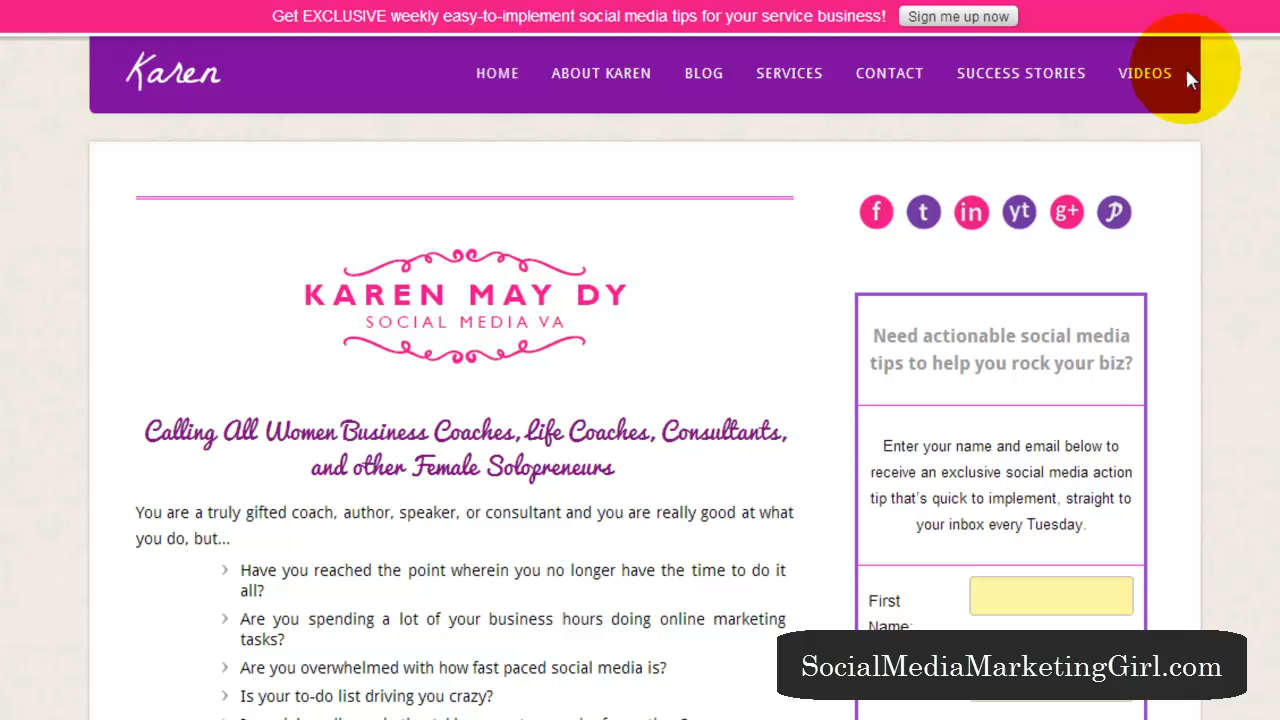 Get EXCLUSIVE weekly easy-to-implement social media tips for your service business! Sign me up now
Karen HOME ABOUT KAREN BLOG SERVICES CONTACT SUCCESS STORIES VIDEOS
f t in yt g+ P
KAREN MAY DY
SOCIAL MEDIA VA
Calling All Women Business Coaches, Life Coaches, Consultants,
and other Female Solopreneurs
You are a truly gifted coach, author, speaker, or consultant and you are really good at what
you do, but...
Have you reached the point wherein you no longer have the time to do it
all?
Are you spending a lot of your business hours doing online marketing
tasks?
Are you overwhelmed with how fast paced social media is?
Is your to-do list driving you crazy?
Need actionable social media
tips to help you rock your biz?
Enter your name and email below to
receive an exclusive social media action
tip that's quick to implement, straight to
your inbox every Tuesday.
First
Name:
SocialMediaMarketingGirl.com